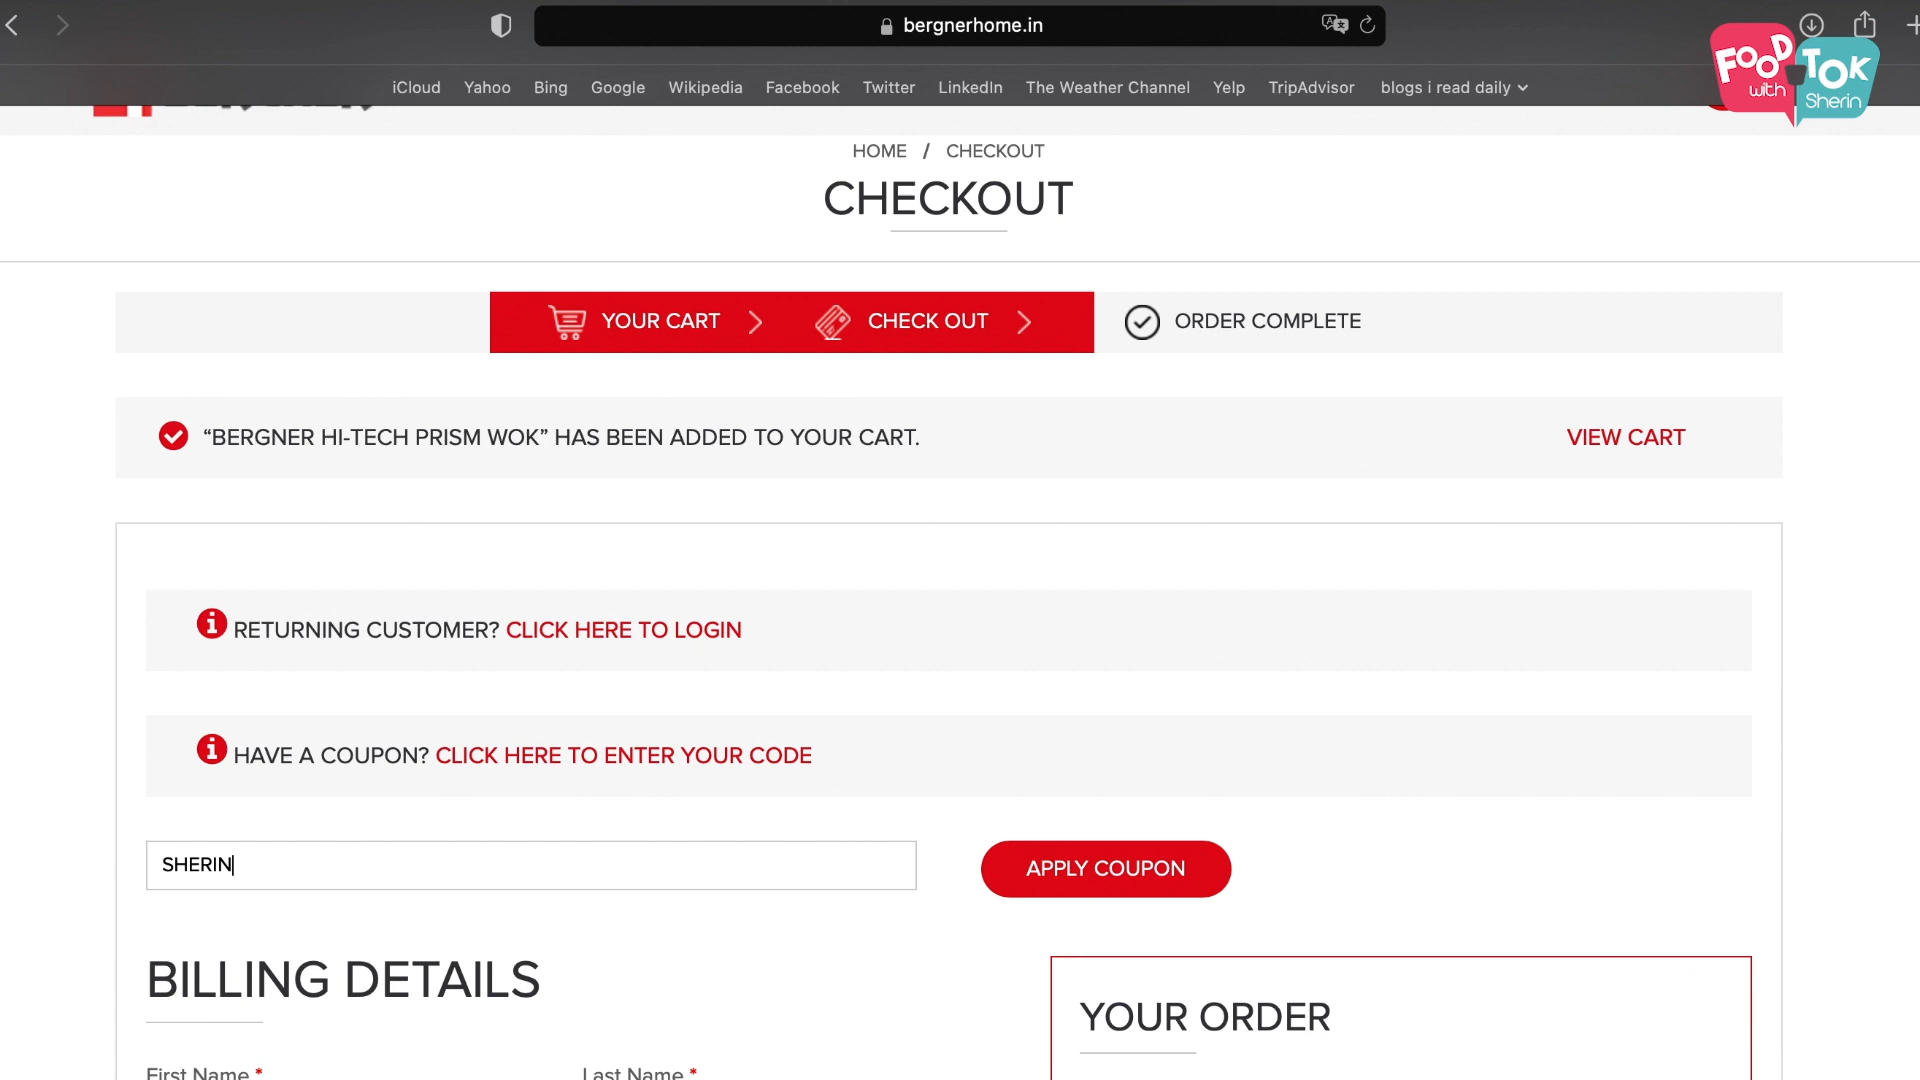 bergnerhome.in
iCloud Yahoo Bing Google Wikipedia Facebook Twitter LinkedIn The Weather Channel Yelp TripAdvisor blogs i read daily
FOOD with TOK Sherin
HOME / CHECKOUT
CHECKOUT
YOUR CART CHECK OUT ORDER COMPLETE
“BERGNER HI-TECH PRISM WOK” HAS BEEN ADDED TO YOUR CART. VIEW CART
RETURNING CUSTOMER? CLICK HERE TO LOGIN
HAVE A COUPON? CLICK HERE TO ENTER YOUR CODE
SHERIN APPLY COUPON
BILLING DETAILS
YOUR ORDER
First Name * Last Name *